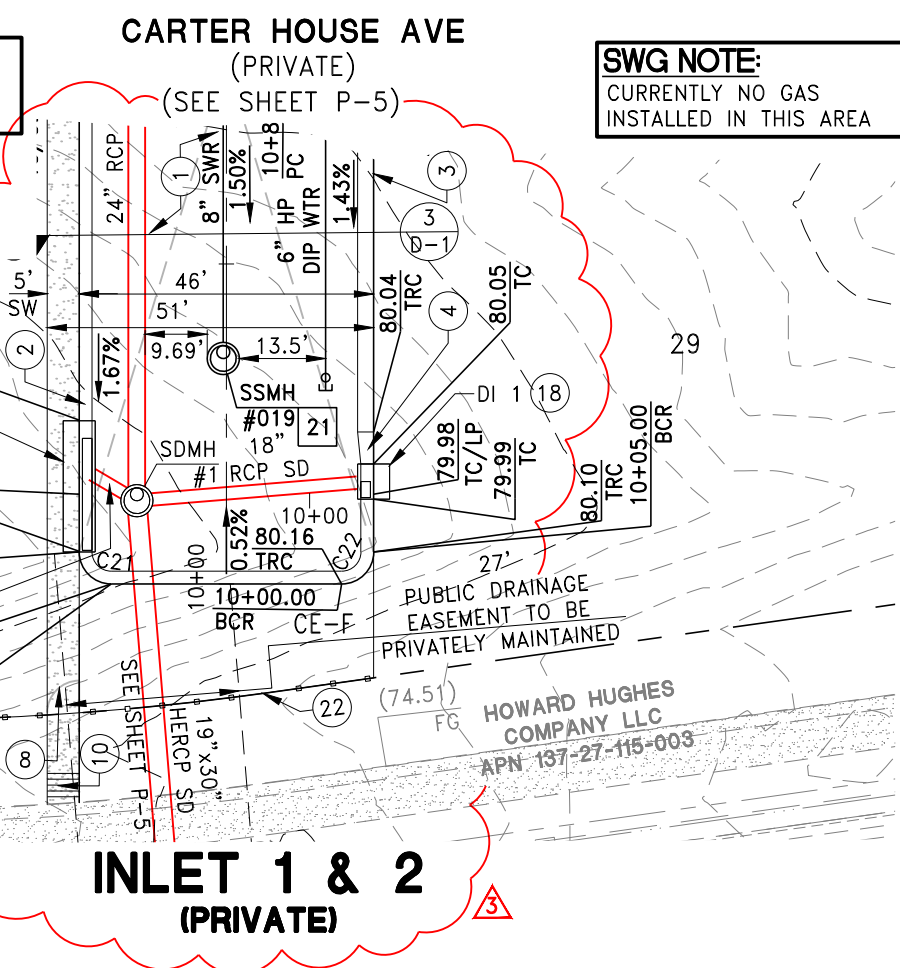 CARTER HOUSE AVE
(PRIVATE)
(SEE SHEET P-5)
SWG NOTE:
CURRENTLY NO GAS
INSTALLED IN THIS AREA
24" RCP
1
8" SWR
1.50%
10+8
PC
6" HP
DIP WTR
1.43%
3
3
D-1
5'
SW
46'
51'
9.69'
13.5'
80.04
TRC
80.05
TC
4
2
1.67%
29
SSMH
#019
21
DI 1
18
SDMH
#1
18"
RCP SD
79.98
TC/LP
79.99
TC
80.10
TRC
10+05.00
BCR
10+00
C21
10+00
0.52%
80.16
TRC
C22
10+00.00
BCR
CE-F
27'
PUBLIC DRAINAGE
EASEMENT TO BE
PRIVATELY MAINTAINED
SEE SHEET P-5
19"x30"
HERCP SD
22
(74.51)
FG
HOWARD HUGHES
COMPANY LLC
APN 137-27-115-003
8
10
INLET 1 & 2
(PRIVATE)
3